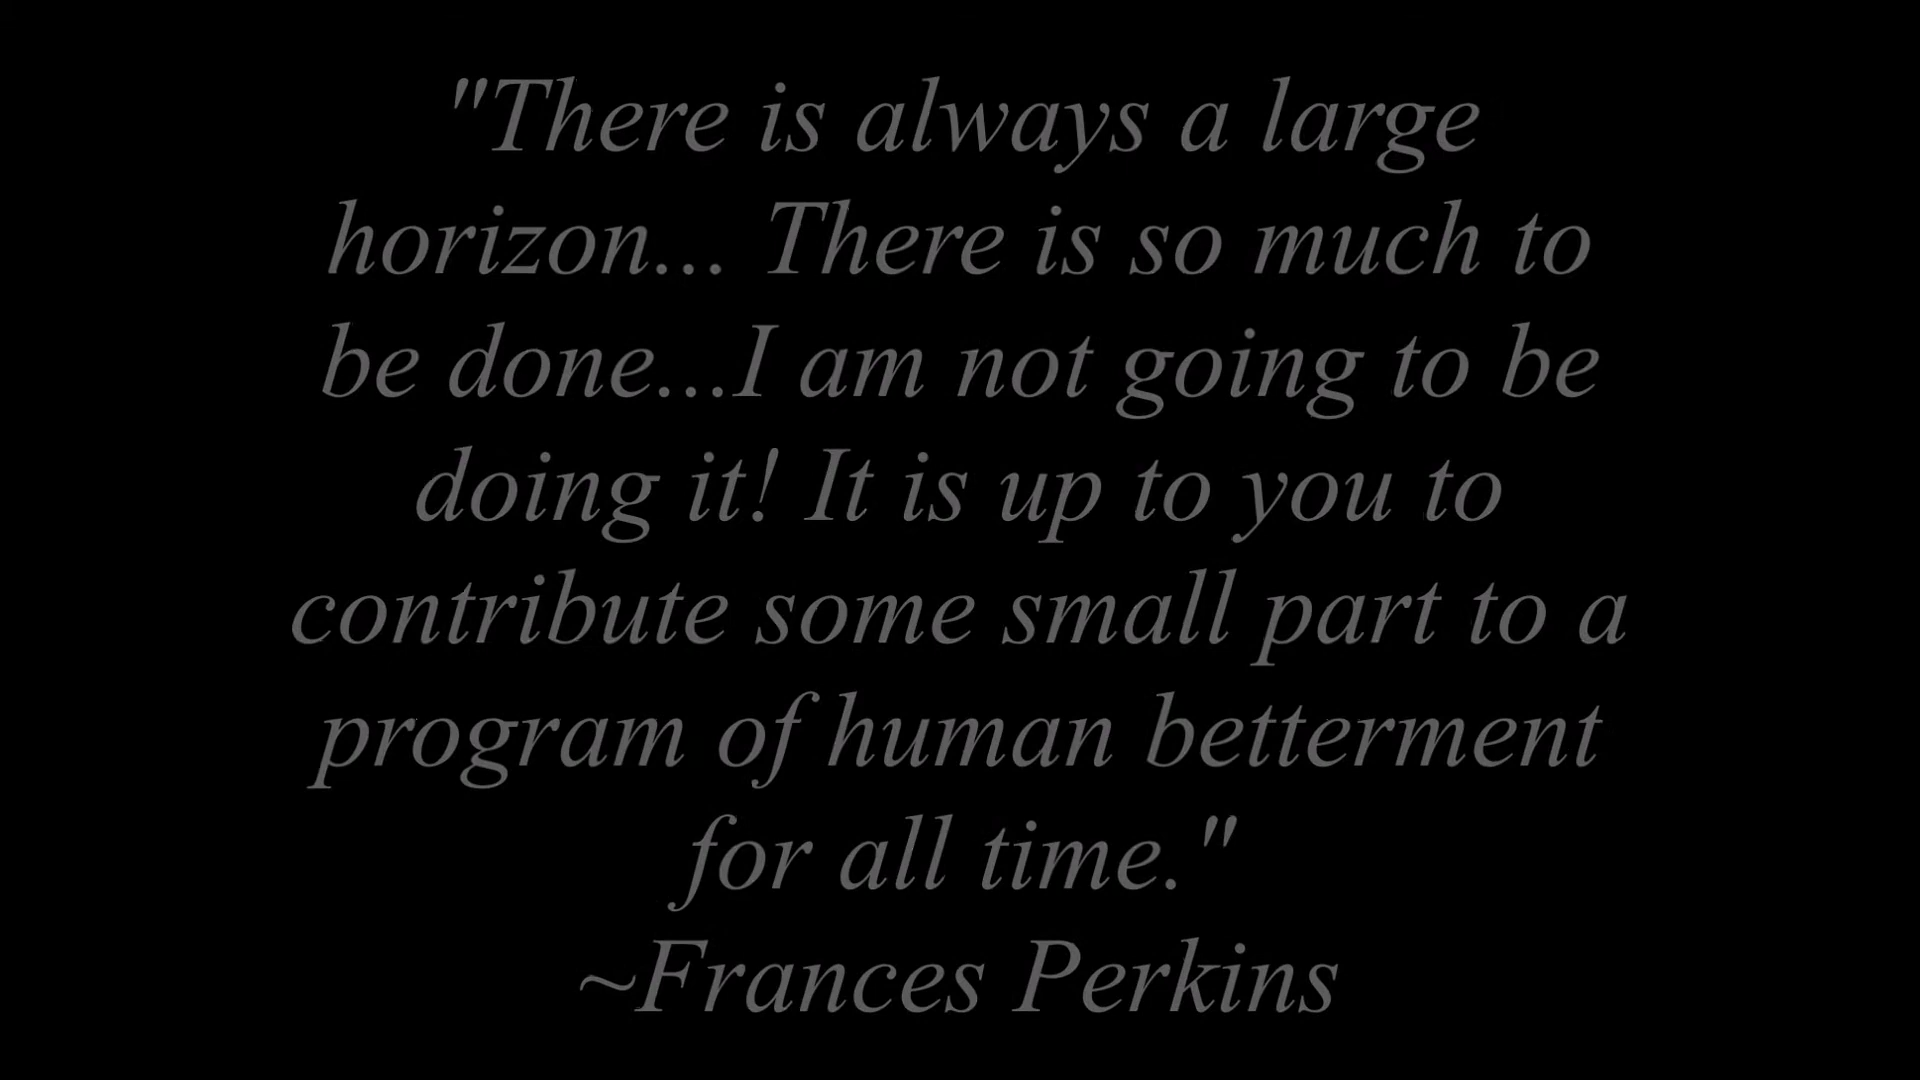 "There is always a large
horizon... There is so much to
be done...I am not going to be
doing it! It is up to you to
contribute some small part to a
program of human betterment
for all time."
~Frances Perkins